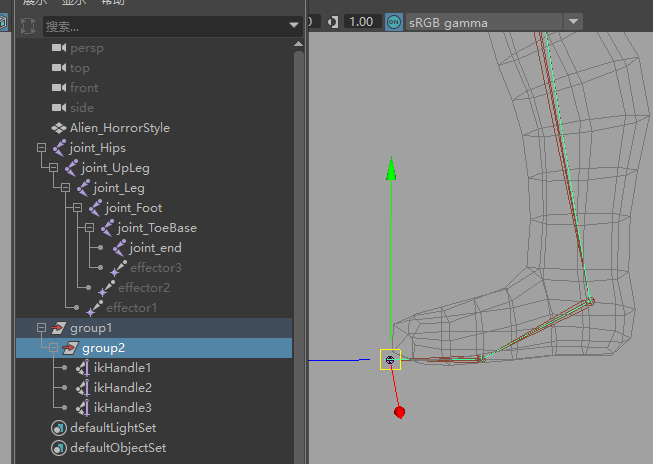 展示 显示 帮助
搜索...
persp
top
front
side
Alien_HorrorStyle
joint_Hips
joint_UpLeg
joint_Leg
joint_Foot
joint_ToeBase
joint_end
effector3
effector2
effector1
group1
group2
ikHandle1
ikHandle2
ikHandle3
defaultLightSet
defaultObjectSet
0 1.00 ON sRGB gamma